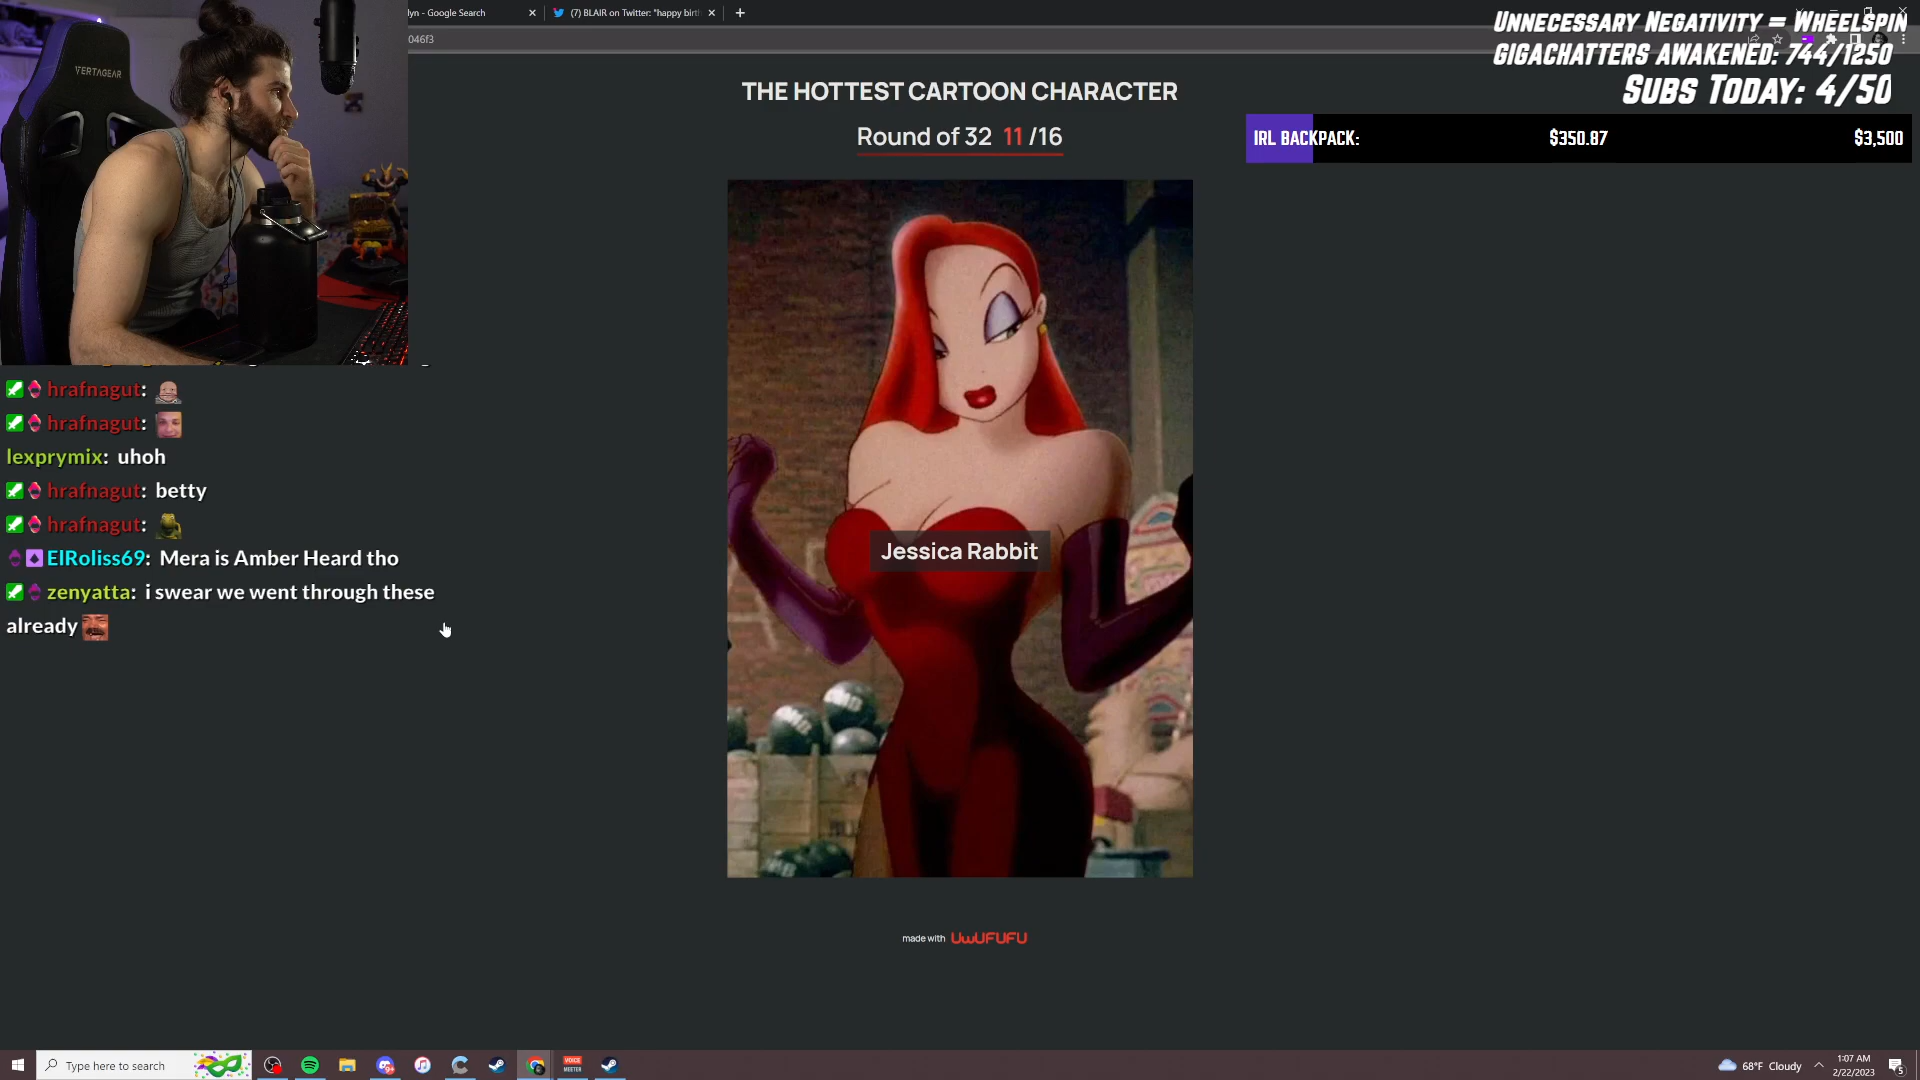 lyn - Google Search
(7) BLAIR on Twitter: "happy birt
046f3
VERTAGEAR
UNNECESSARY NEGATIVITY = WHEELSPIN
GIGACHATTERS AWAKENED: 744/1250
SUBS TODAY: 4/50
IRL BACKPACK: $350.87 $3,500
THE HOTTEST CARTOON CHARACTER
Round of 32 11 /16
Jessica Rabbit
hrafnagut:
hrafnagut:
lexprymix: uhoh
hrafnagut: betty
hrafnagut:
ElRoliss69: Mera is Amber Heard tho
zenyatta: i swear we went through these
already
made with UwUFUFU
Type here to search
VOICE
MEETER
68°F Cloudy
1:07 AM
2/22/2023
5